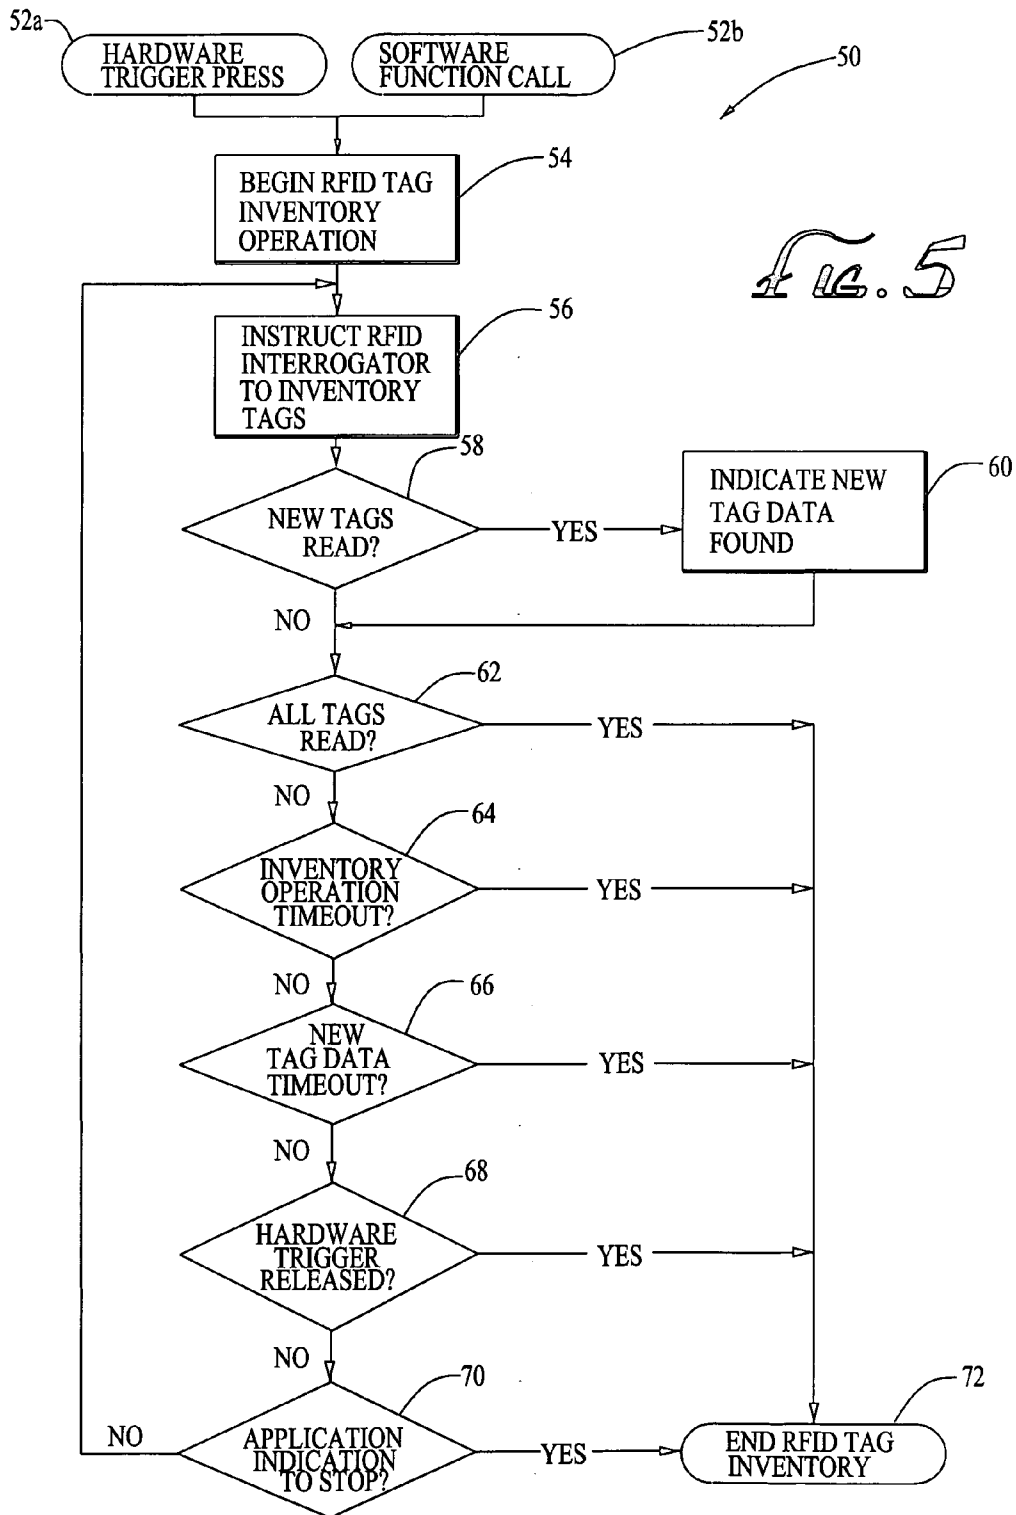 52a
HARDWARE
TRIGGER PRESS
SOFTWARE
FUNCTION CALL
52b
50
54
BEGIN RFID TAG
INVENTORY
OPERATION
FIG. 5
56
INSTRUCT RFID
INTERROGATOR
TO INVENTORY
TAGS
58
NEW TAGS
READ?
YES
60
INDICATE NEW
TAG DATA
FOUND
NO
62
ALL TAGS
READ?
YES
NO
64
INVENTORY
OPERATION
TIMEOUT?
YES
NO
66
NEW
TAG DATA
TIMEOUT?
YES
NO
68
HARDWARE
TRIGGER
RELEASED?
YES
NO
70
72
NO
APPLICATION
INDICATION
TO STOP?
YES
END RFID TAG
INVENTORY